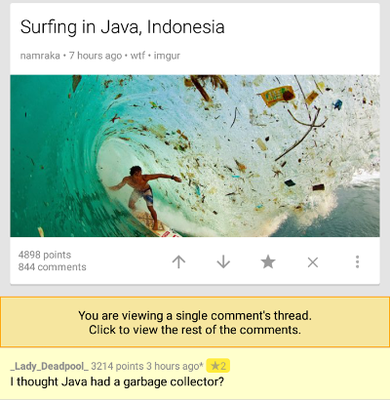 Surfing in Java, Indonesia
namraka • 7 hours ago • wtf • imgur
4898 points
844 comments
You are viewing a single comment's thread.
Click to view the rest of the comments.
_Lady_Deadpool_ 3214 points 3 hours ago* ★2
I thought Java had a garbage collector?